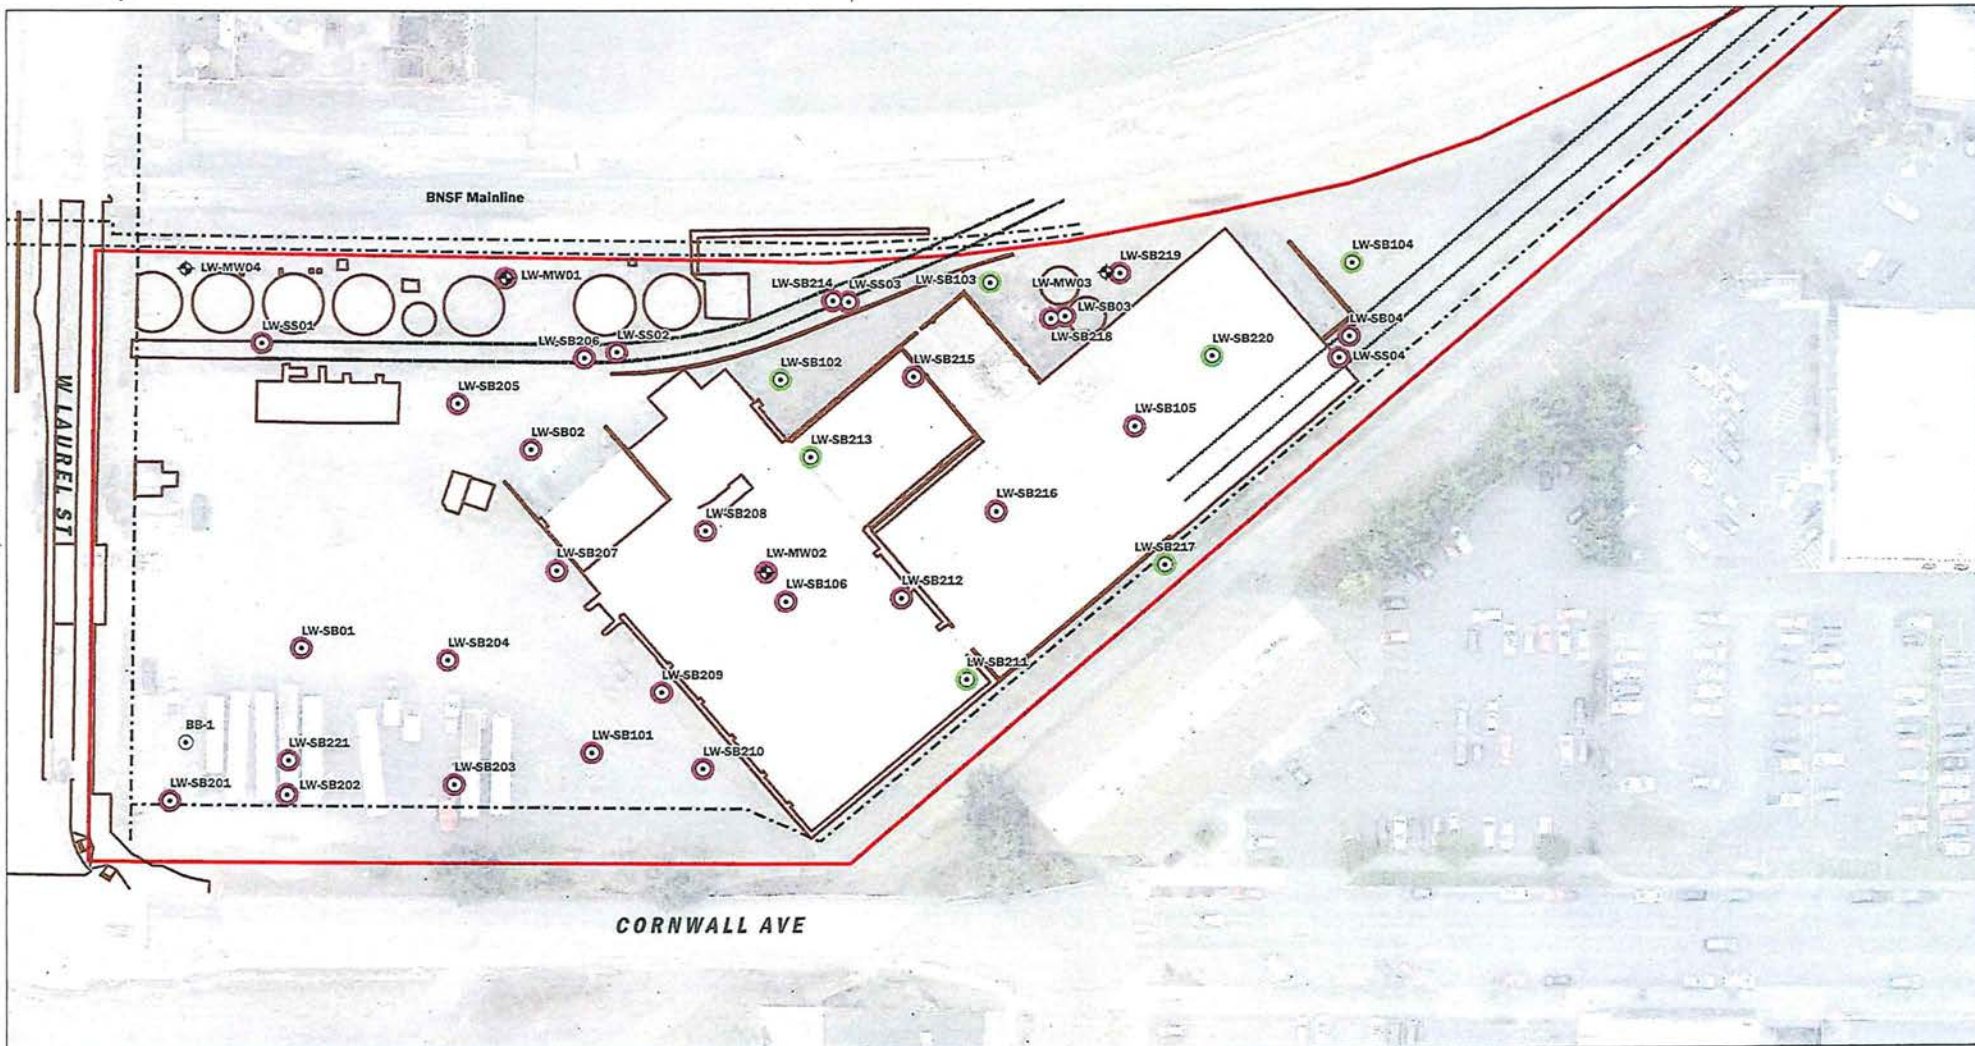 BNSF Mainline
LW-SB104
LW-MW04
LW-MW01
LW-SB219
LW-SB214
LW-SS03
LW-SB103
LW-MW03
LW-SB03
LW-SB218
LW-SS01
LW-SB206
LW-SS02
LW-SB04
LW-SS04
LW-SB102
LW-SB215
LW-SB220
LW-SB205
LW-SB105
LW-SB02
LW-SB213
W LAUREL ST
LW-SB208
LW-SB216
LW-SB207
LW-MW02
LW-SB217
LW-SB106
LW-SB212
LW-SB01
LW-SB204
LW-SB211
LW-SB209
BB-1
LW-SB221
LW-SB101
LW-SB210
LW-SB201
LW-SB202
LW-SB203
CORNWALL AVE